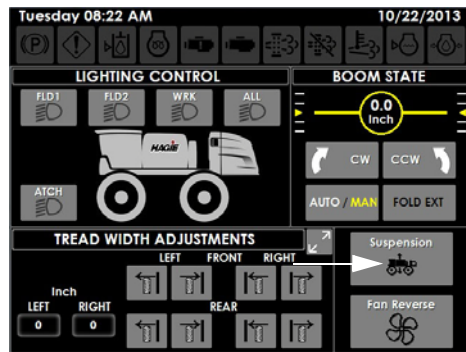 Tuesday 08:22 AM 10/22/2013
(P)
LIGHTING CONTROL
BOOM STATE
FLD1 FLD2 WRK ALL
0.0
Inch
HAGIE
CW CCW
ATCH
AUTO / MAN FOLD EXT
TREAD WIDTH ADJUSTMENTS
Suspension
LEFT FRONT RIGHT
Inch
LEFT RIGHT
REAR
0 0
Fan Reverse